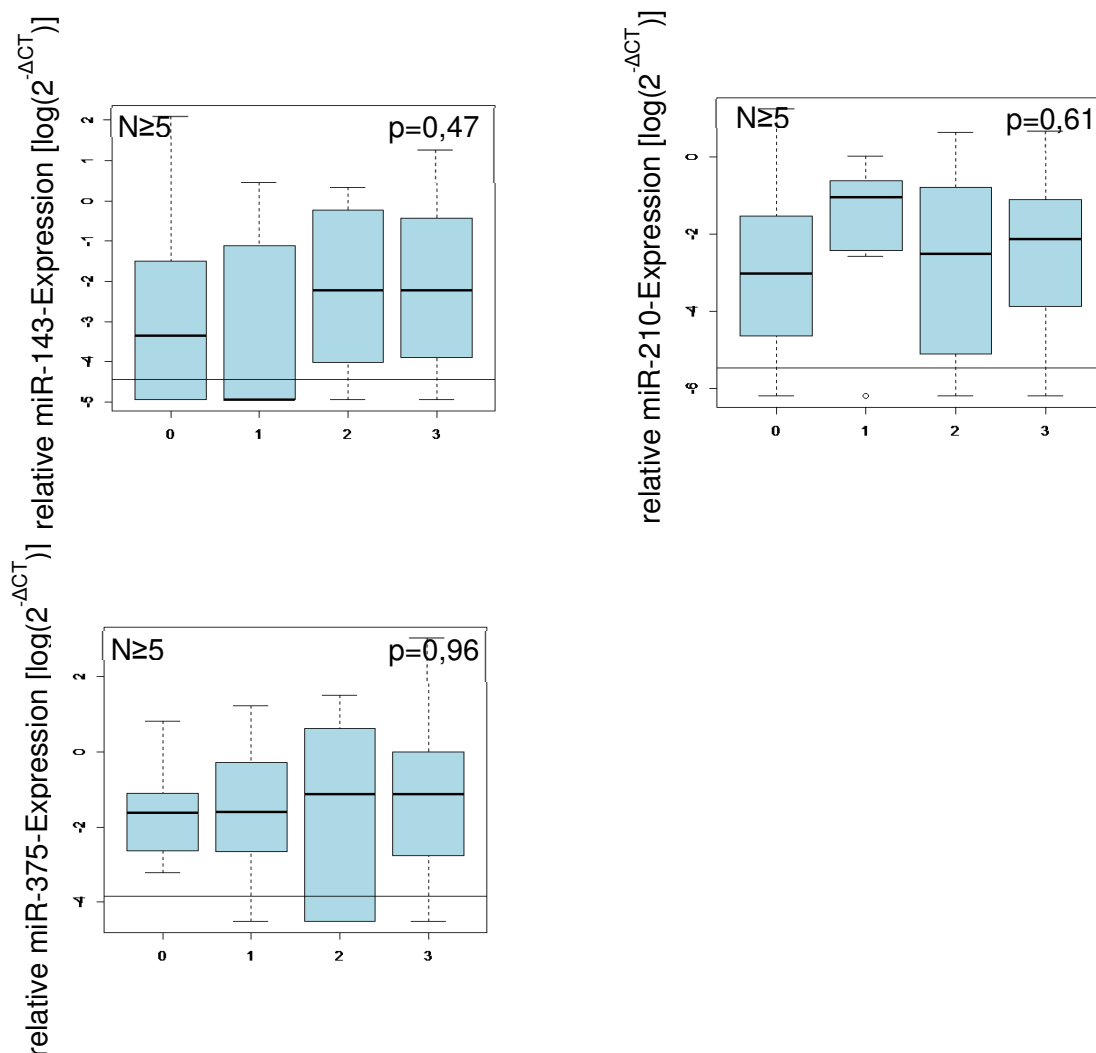 relative miR-143-Expression [log(2^-ΔCT)]
N≥5
p=0,47
2
1
0
-1
-2
-3
-4
-5
0 1 2 3
relative miR-210-Expression [log(2^-ΔCT)]
N≥5
p=0,61
0
-2
-4
-6
0 1 2 3
relative miR-375-Expression [log(2^-ΔCT)]
N≥5
p=0,96
2
0
-2
-4
0 1 2 3